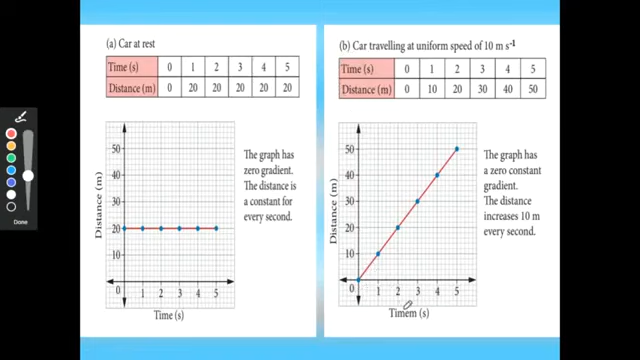 (a) Car at rest
Time (s) 0 1 2 3 4 5
Distance (m) 0 20 20 20 20 20
50
40
30
20
10
0
1 2 3 4 5
Distance (m)
Time (s)
The graph has
zero gradient.
The distance is
a constant for
every second.
(b) Car travelling at uniform speed of 10 m s⁻¹
Time (s) 0 1 2 3 4 5
Distance (m) 0 10 20 30 40 50
50
40
30
20
10
0
1 2 3 4 5
Distance (m)
Timem (s)
The graph has
a zero constant
gradient.
The distance
increases 10 m
every second.
Done